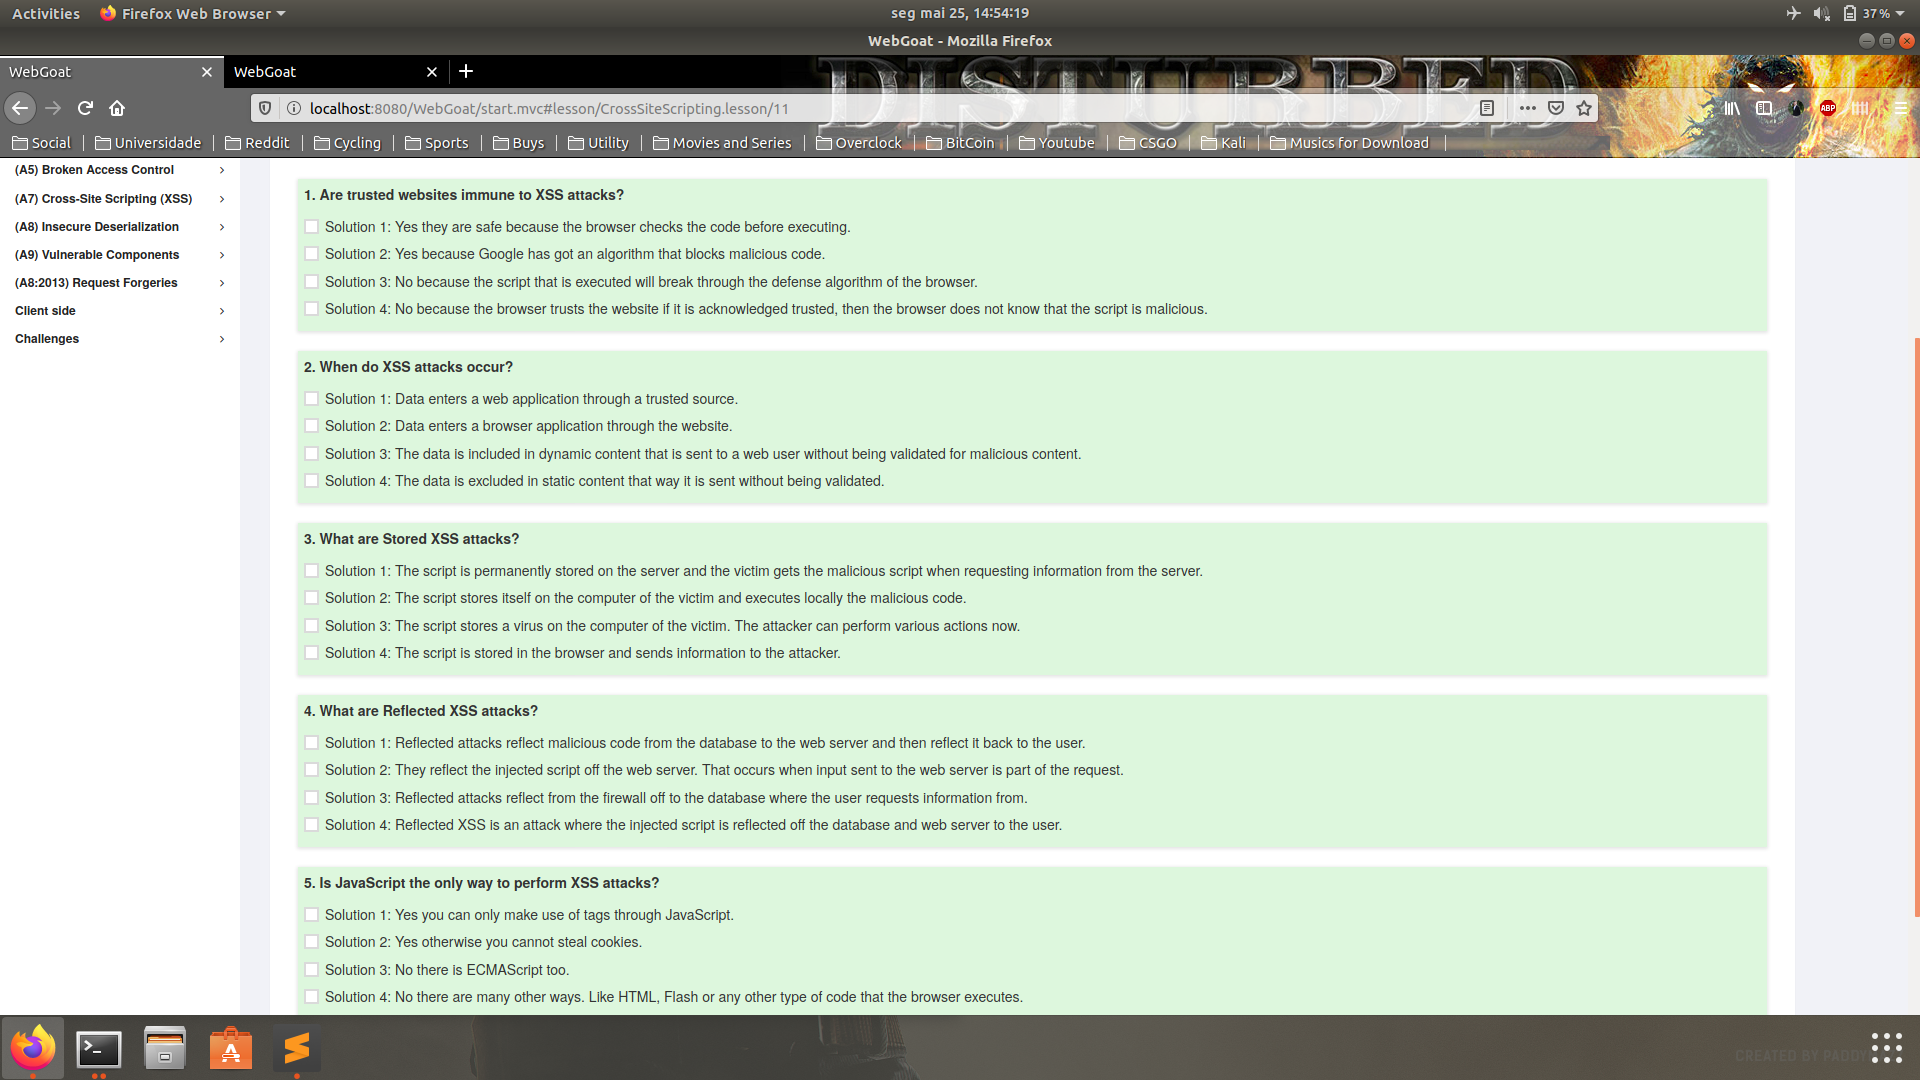 Activities
Firefox Web Browser
seg mai 25, 14:54:19
37%
WebGoat - Mozilla Firefox
WebGoat
WebGoat
DISTURBED
localhost:8080/WebGoat/start.mvc#lesson/CrossSiteScripting.lesson/11
ABP
Social
Universidade
Reddit
Cycling
Sports
Buys
Utility
Movies and Series
Overclock
BitCoin
Youtube
CSGO
Kali
Musics for Download
(A5) Broken Access Control
(A7) Cross-Site Scripting (XSS)
(A8) Insecure Deserialization
(A9) Vulnerable Components
(A8:2013) Request Forgeries
Client side
Challenges
1. Are trusted websites immune to XSS attacks?
Solution 1: Yes they are safe because the browser checks the code before executing.
Solution 2: Yes because Google has got an algorithm that blocks malicious code.
Solution 3: No because the script that is executed will break through the defense algorithm of the browser.
Solution 4: No because the browser trusts the website if it is acknowledged trusted, then the browser does not know that the script is malicious.
2. When do XSS attacks occur?
Solution 1: Data enters a web application through a trusted source.
Solution 2: Data enters a browser application through the website.
Solution 3: The data is included in dynamic content that is sent to a web user without being validated for malicious content.
Solution 4: The data is excluded in static content that way it is sent without being validated.
3. What are Stored XSS attacks?
Solution 1: The script is permanently stored on the server and the victim gets the malicious script when requesting information from the server.
Solution 2: The script stores itself on the computer of the victim and executes locally the malicious code.
Solution 3: The script stores a virus on the computer of the victim. The attacker can perform various actions now.
Solution 4: The script is stored in the browser and sends information to the attacker.
4. What are Reflected XSS attacks?
Solution 1: Reflected attacks reflect malicious code from the database to the web server and then reflect it back to the user.
Solution 2: They reflect the injected script off the web server. That occurs when input sent to the web server is part of the request.
Solution 3: Reflected attacks reflect from the firewall off to the database where the user requests information from.
Solution 4: Reflected XSS is an attack where the injected script is reflected off the database and web server to the user.
5. Is JavaScript the only way to perform XSS attacks?
Solution 1: Yes you can only make use of tags through JavaScript.
Solution 2: Yes otherwise you cannot steal cookies.
Solution 3: No there is ECMAScript too.
Solution 4: No there are many other ways. Like HTML, Flash or any other type of code that the browser executes.
CREATED BY PADDY